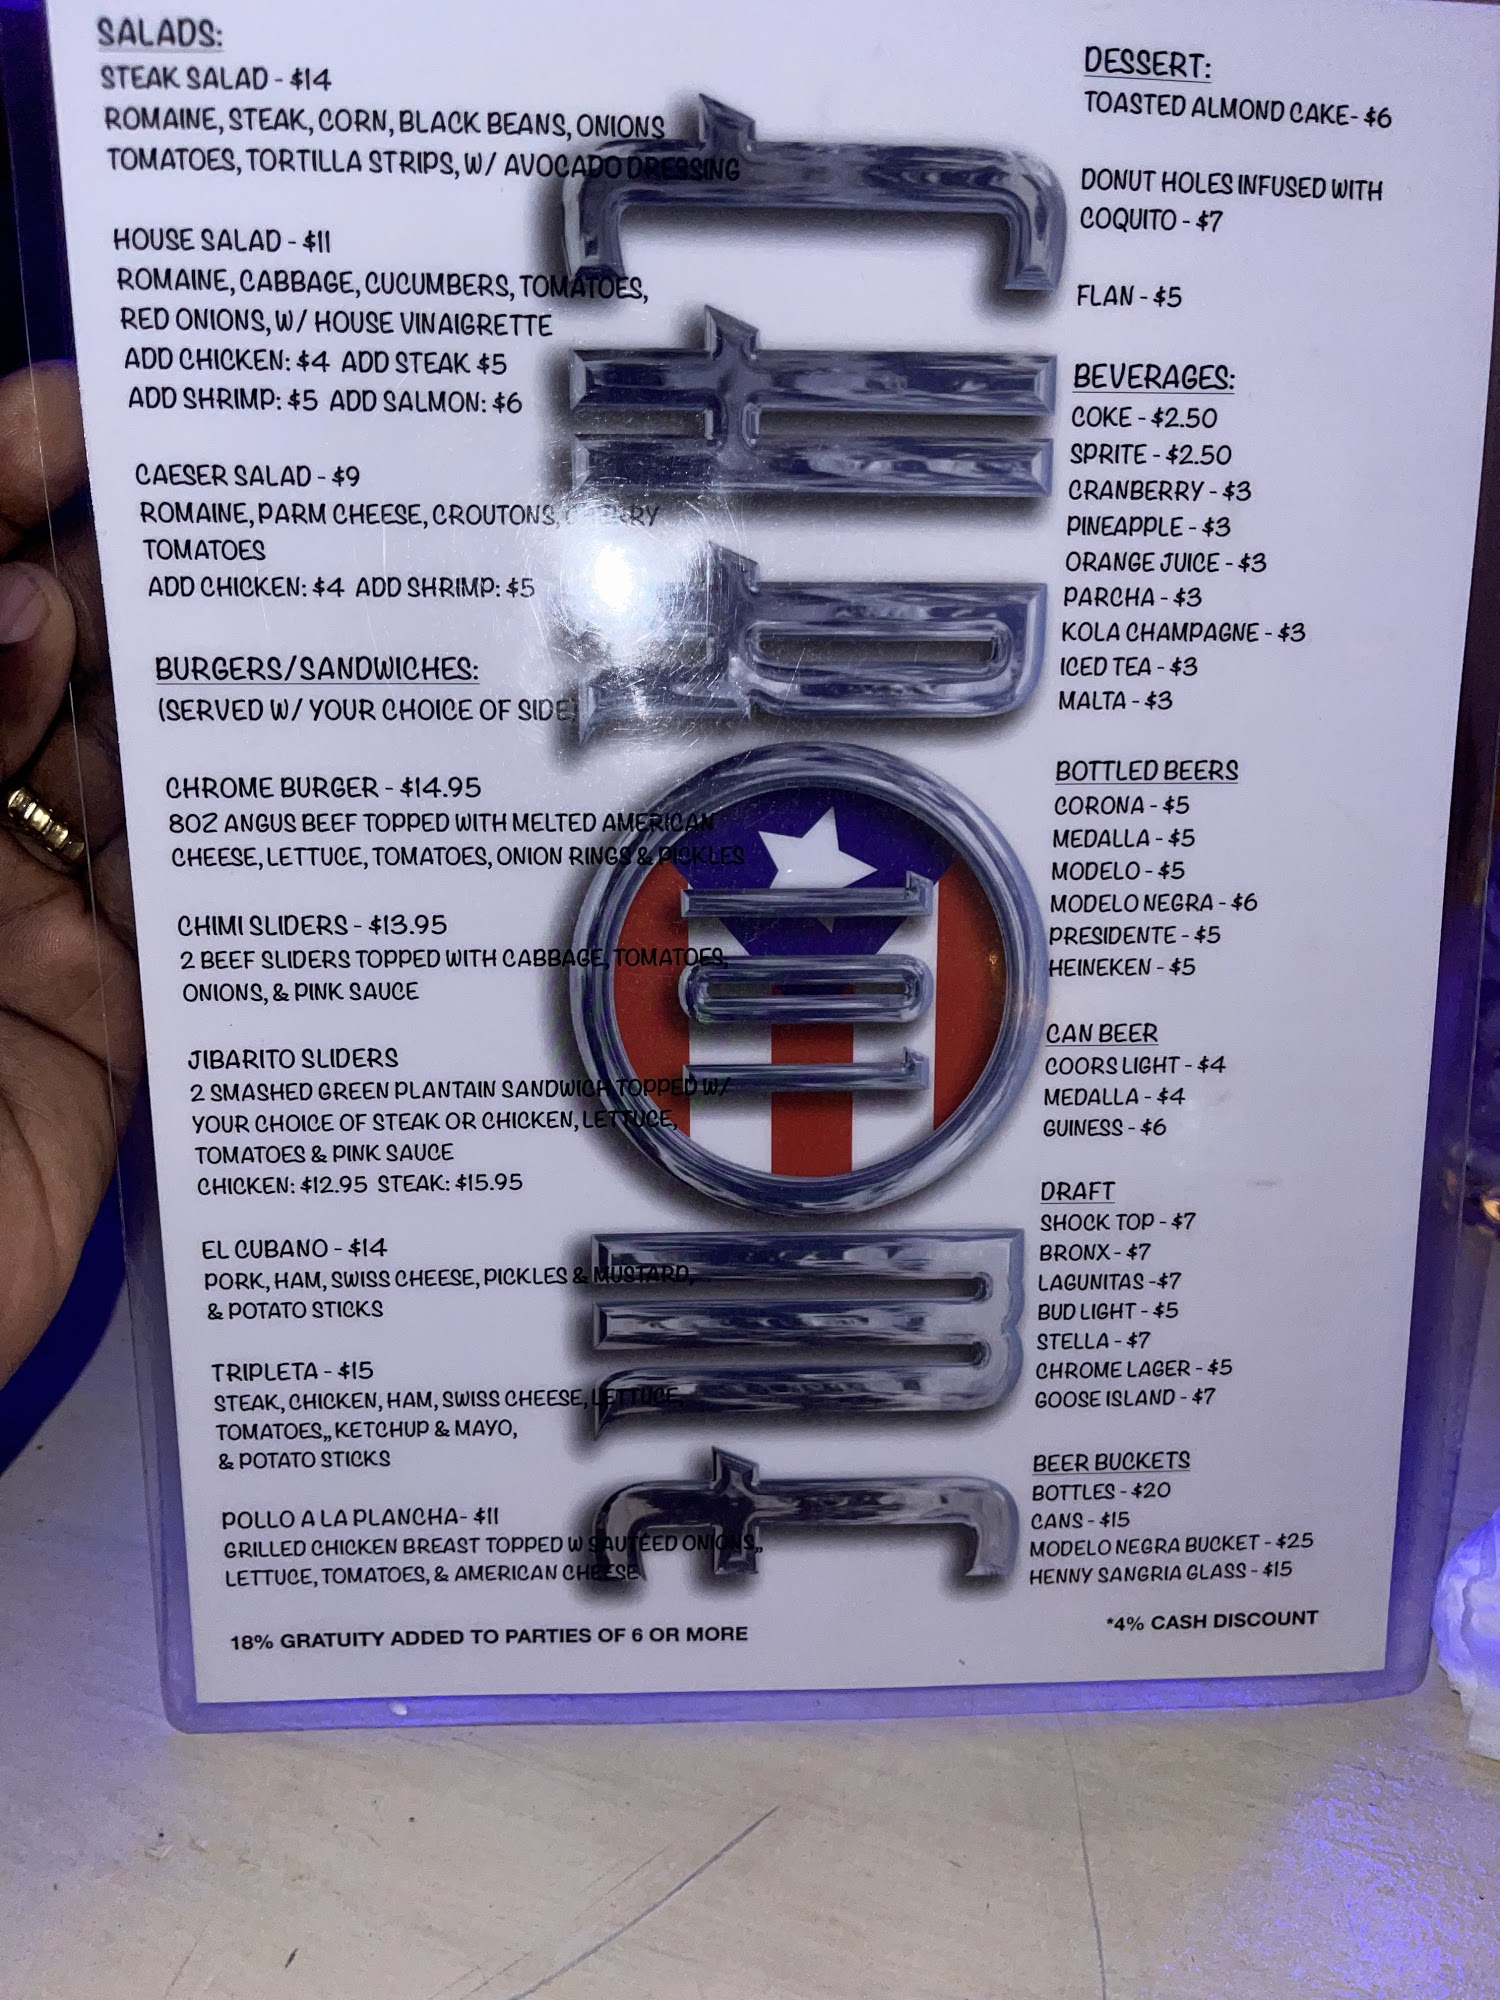 SALADS:
STEAK SALAD - $14
ROMAINE, STEAK, CORN, BLACK BEANS, ONIONS
TOMATOES, TORTILLA STRIPS, W/ AVOCADO DRESSING
HOUSE SALAD - $11
ROMAINE, CABBAGE, CUCUMBERS, TOMATOES,
RED ONIONS, W/ HOUSE VINAIGRETTE
ADD CHICKEN: $4 ADD STEAK $5
ADD SHRIMP: $5 ADD SALMON: $6
CAESER SALAD - $9
ROMAINE, PARM CHEESE, CROUTONS, CHERRY
TOMATOES
ADD CHICKEN: $4 ADD SHRIMP: $5
BURGERS/SANDWICHES:
(SERVED W/ YOUR CHOICE OF SIDE)
CHROME BURGER - $14.95
8OZ ANGUS BEEF TOPPED WITH MELTED AMERICAN
CHEESE, LETTUCE, TOMATOES, ONION RINGS & PICKLES
CHIMI SLIDERS - $13.95
2 BEEF SLIDERS TOPPED WITH CABBAGE, TOMATOES,
ONIONS, & PINK SAUCE
JIBARITO SLIDERS
2 SMASHED GREEN PLANTAIN SANDWICH TOPPED W/
YOUR CHOICE OF STEAK OR CHICKEN, LETTUCE,
TOMATOES & PINK SAUCE
CHICKEN: $12.95 STEAK: $15.95
EL CUBANO - $14
PORK, HAM, SWISS CHEESE, PICKLES & MUSTARD,
& POTATO STICKS
TRIPLETA - $15
STEAK, CHICKEN, HAM, SWISS CHEESE, LETTUCE,
TOMATOES,, KETCHUP & MAYO,
& POTATO STICKS
POLLO A LA PLANCHA- $11
GRILLED CHICKEN BREAST TOPPED W SAUTÉED ONIONS,,
LETTUCE, TOMATOES, & AMERICAN CHEESE
18% GRATUITY ADDED TO PARTIES OF 6 OR MORE
CHROME
101
DESSERT:
TOASTED ALMOND CAKE- $6
DONUT HOLES INFUSED WITH
COQUITO - $7
FLAN - $5
BEVERAGES:
COKE - $2.50
SPRITE - $2.50
CRANBERRY - $3
PINEAPPLE - $3
ORANGE JUICE - $3
PARCHA - $3
KOLA CHAMPAGNE - $3
ICED TEA - $3
MALTA - $3
BOTTLED BEERS
CORONA - $5
MEDALLA - $5
MODELO - $5
MODELO NEGRA - $6
PRESIDENTE - $5
HEINEKEN - $5
CAN BEER
COORS LIGHT - $4
MEDALLA - $4
GUINESS - $6
DRAFT
SHOCK TOP - $7
BRONX - $7
LAGUNITAS -$7
BUD LIGHT - $5
STELLA - $7
CHROME LAGER - $5
GOOSE ISLAND - $7
BEER BUCKETS
BOTTLES - $20
CANS - $15
MODELO NEGRA BUCKET - $25
HENNY SANGRIA GLASS - $15
*4% CASH DISCOUNT